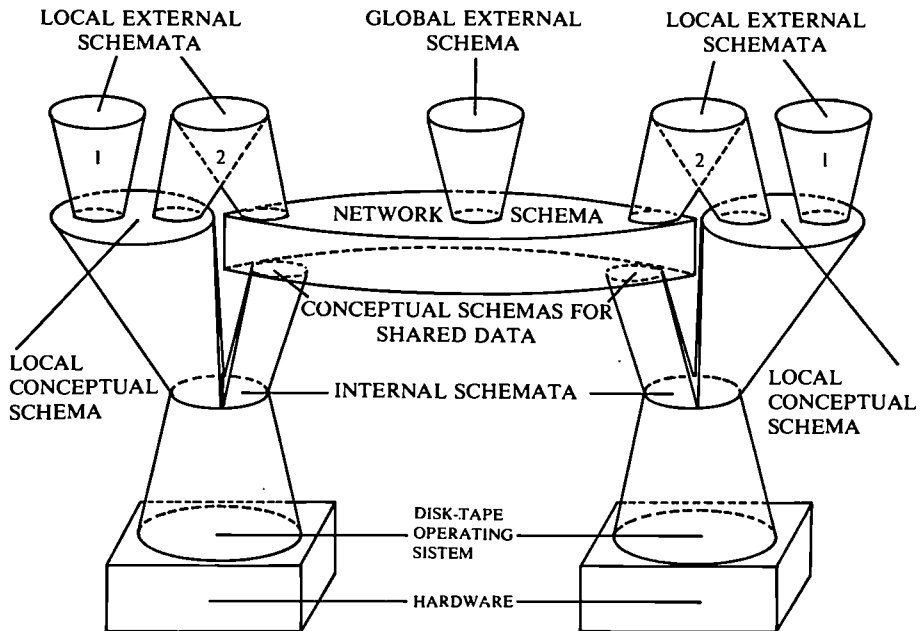 LOCAL EXTERNAL
SCHEMATA
GLOBAL EXTERNAL
SCHEMA
LOCAL EXTERNAL
SCHEMATA
1
2
2
1
NETWORK SCHEMA
CONCEPTUAL SCHEMAS FOR
SHARED DATA
LOCAL
CONCEPTUAL
SCHEMA
INTERNAL SCHEMATA
LOCAL
CONCEPTUAL
SCHEMA
DISK-TAPE
OPERATING
SISTEM
HARDWARE